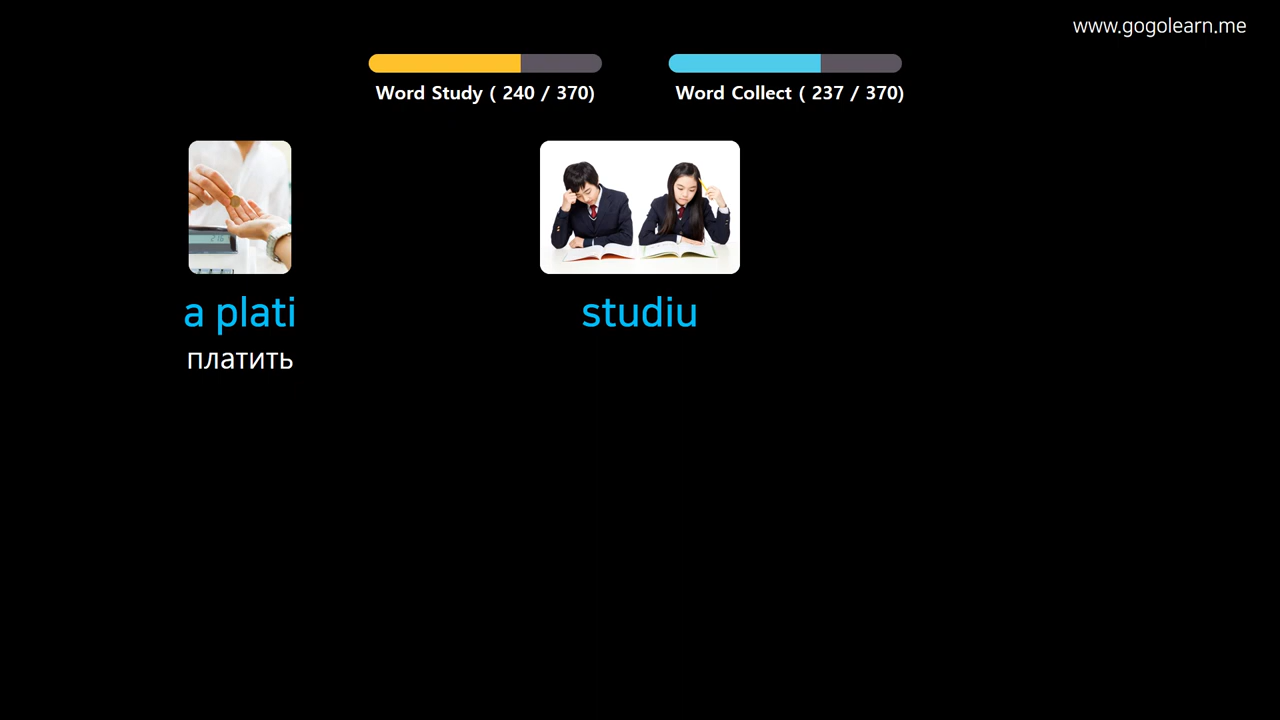 www.gogolearn.me
Word Study ( 240 / 370)
Word Collect ( 237 / 370)
a plati
studiu
платить